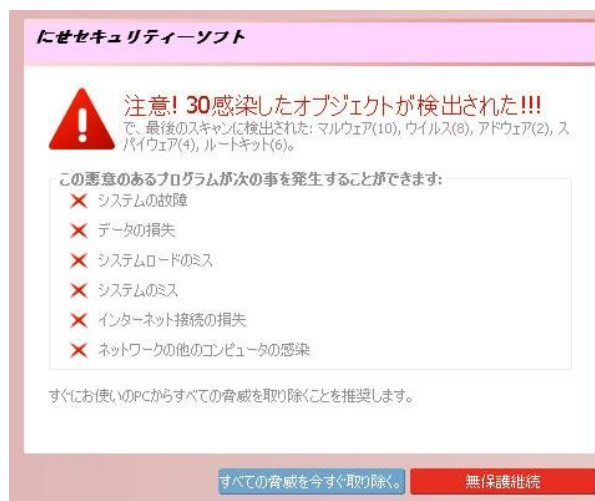 にせセキュリティーソフト
注意! 30感染したオブジェクトが検出された!!!
で、最後のスキャンに検出された: マルウェア(10), ウイルス(8), アドウェア(2), ス
パイウェア(4), ルートキット(6)。
この悪意のあるプログラムが次の事を発生することができます:
システムの故障
データの損失
システムロードのミス
システムのミス
インターネット接続の損失
ネットワークの他のコンピュータの感染
すぐにお使いのPCからすべての脅威を取り除くことを推奨します。
すべての脅威を今すぐ取り除く。
無保護継続